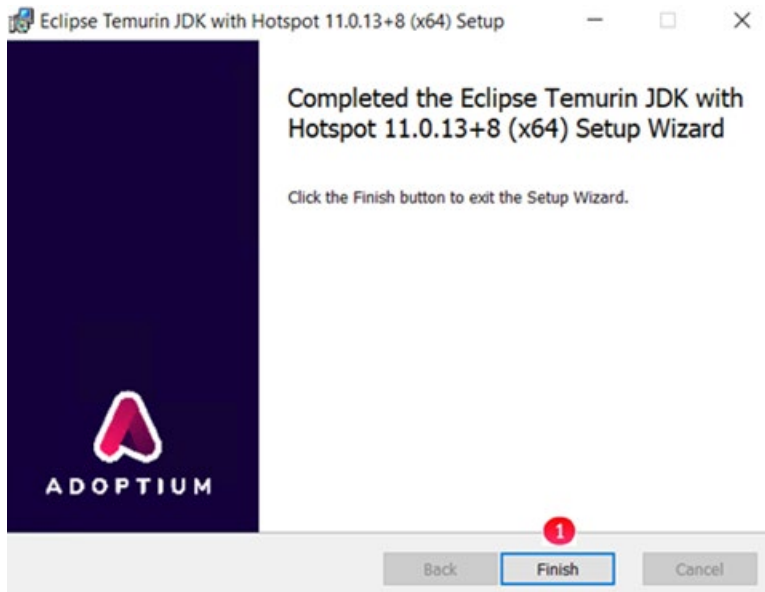 Eclipse Temurin JDK with Hotspot 11.0.13+8 (x64) Setup
Completed the Eclipse Temurin JDK with
Hotspot 11.0.13+8 (x64) Setup Wizard
Click the Finish button to exit the Setup Wizard.
ADOPTIUM
1
Back
Finish
Cancel